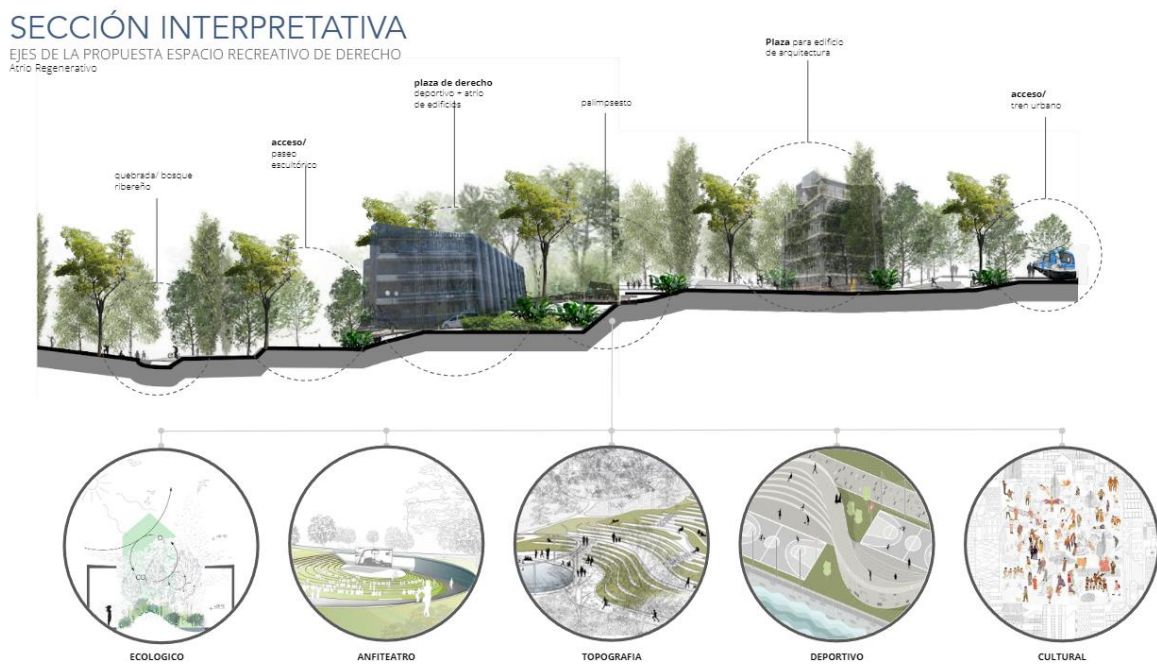 SECCIÓN INTERPRETATIVA
EJES DE LA PROPUESTA ESPACIO RECREATIVO DE DERECHO
Atrio Regenerativo
quebrada/ bosque
ribereño
acceso/
paseo
escultórico
plaza de derecho
deportivo + atrio
de edificios
palimpsesto
Plaza para edificio
de arquitectura
acceso/
tren urbano
CO₂
ECOLOGICO
ANFITEATRO
TOPOGRAFIA
DEPORTIVO
CULTURAL